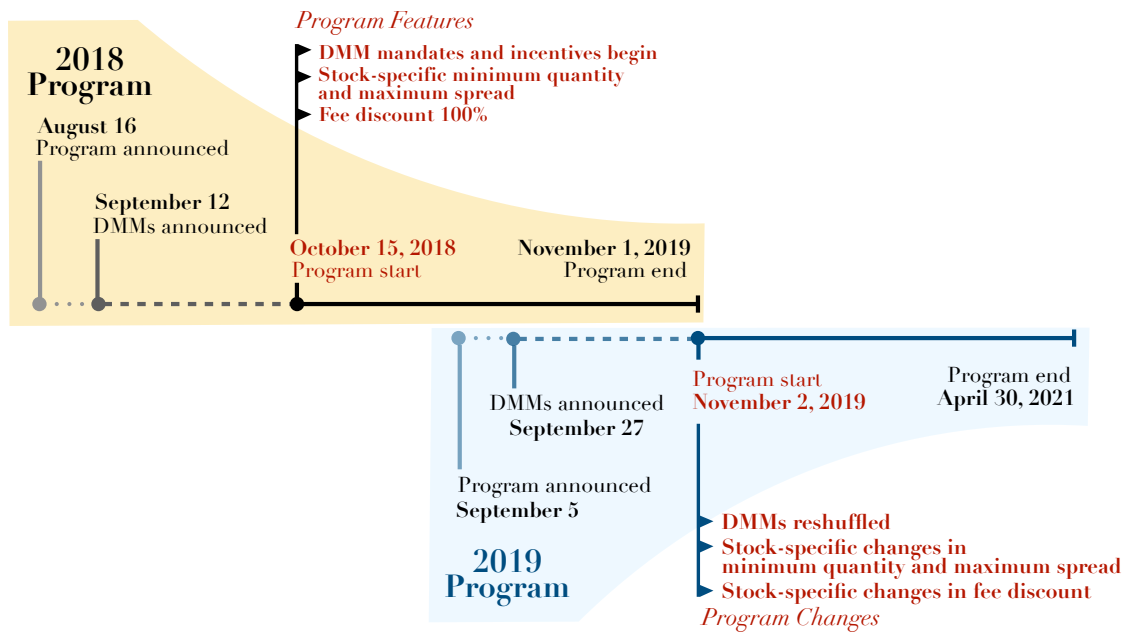 Program Features
DMM mandates and incentives begin
Stock-specific minimum quantity
and maximum spread
Fee discount 100%
2018
Program
August 16
Program announced
September 12
DMMs announced
October 15, 2018
Program start
November 1, 2019
Program end
DMMs announced
September 27
Program start
November 2, 2019
Program end
April 30, 2021
Program announced
September 5
2019
Program
DMMs reshuffled
Stock-specific changes in
minimum quantity and maximum spread
Stock-specific changes in fee discount
Program Changes